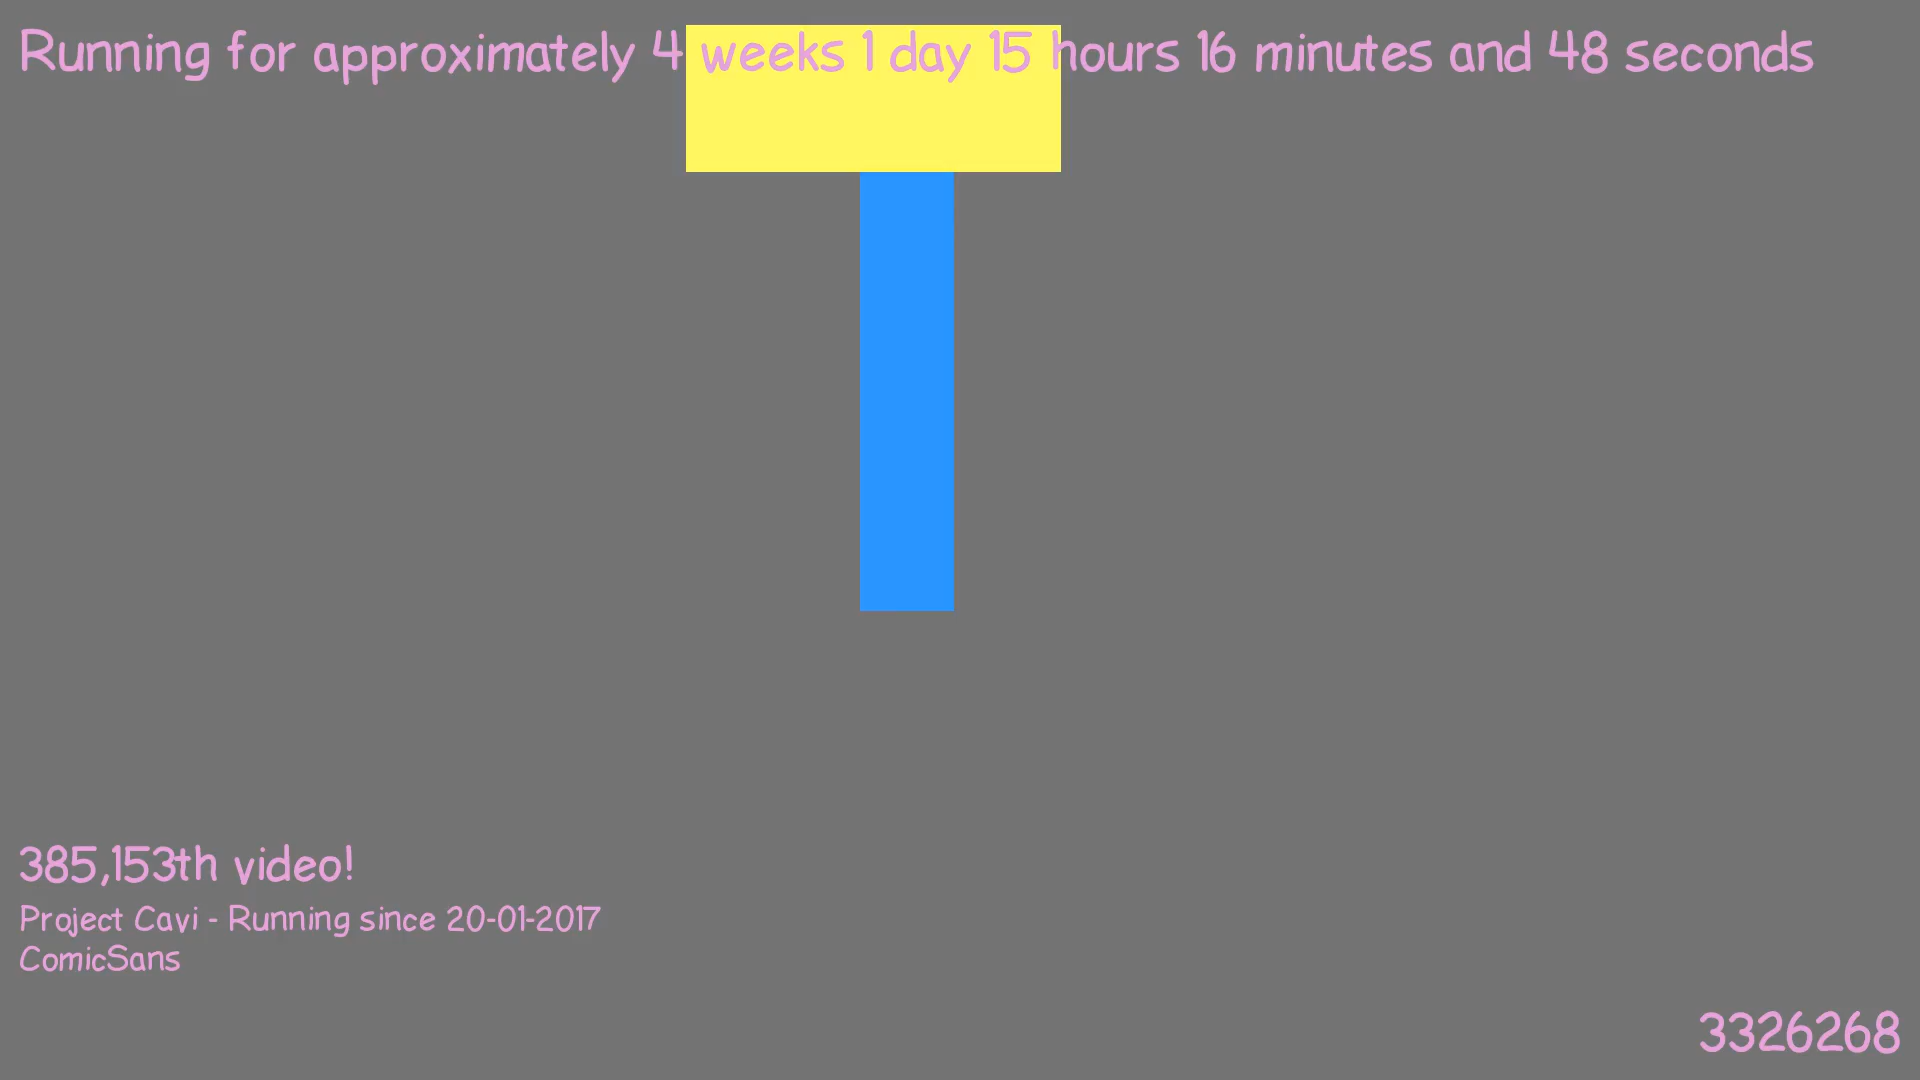 Running for approximately 4 weeks 1 day 15 hours 16 minutes and 48 seconds
385,153th video!
Project Cavi - Running since 20-01-2017
ComicSans
3326268